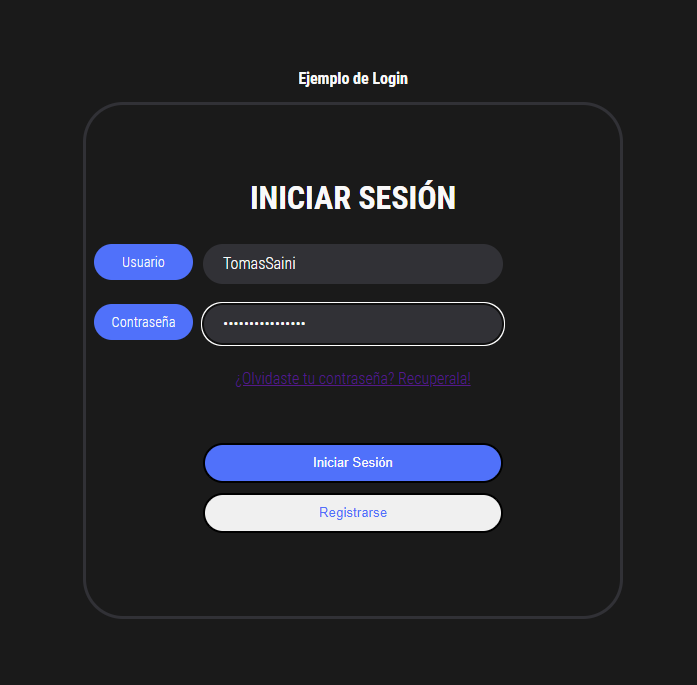 Ejemplo de Login
INICIAR SESIÓN
Usuario
TomasSaini
Contraseña
••••••••••••••••
¿Olvidaste tu contraseña? Recuperala!
Iniciar Sesión
Registrarse